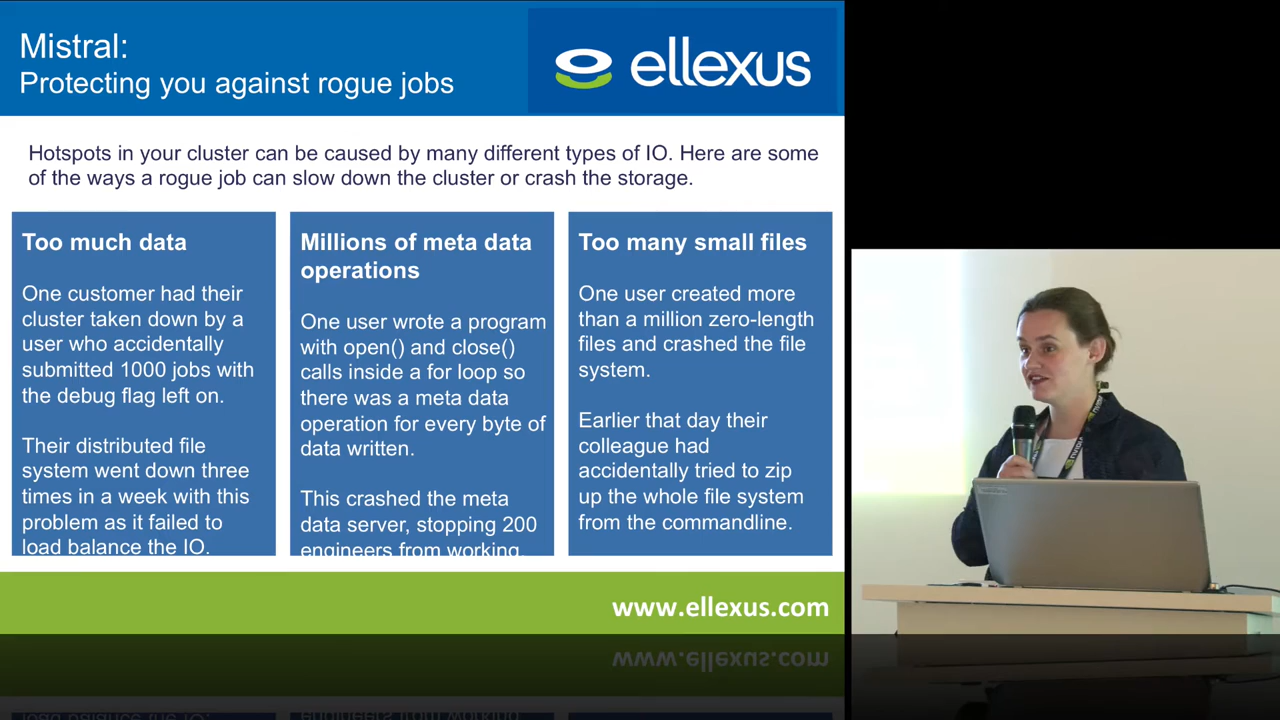 Mistral:
Protecting you against rogue jobs
ellexus
Hotspots in your cluster can be caused by many different types of IO. Here are some
of the ways a rogue job can slow down the cluster or crash the storage.
Too much data
One customer had their
cluster taken down by a
user who accidentally
submitted 1000 jobs with
the debug flag left on.
Their distributed file
system went down three
times in a week with this
problem as it failed to
load balance the IO.
Millions of meta data
operations
One user wrote a program
with open() and close()
calls inside a for loop so
there was a meta data
operation for every byte of
data written.
This crashed the meta
data server, stopping 200
engineers from working.
Too many small files
One user created more
than a million zero-length
files and crashed the file
system.
Earlier that day their
colleague had
accidentally tried to zip
up the whole file system
from the commandline.
www.ellexus.com